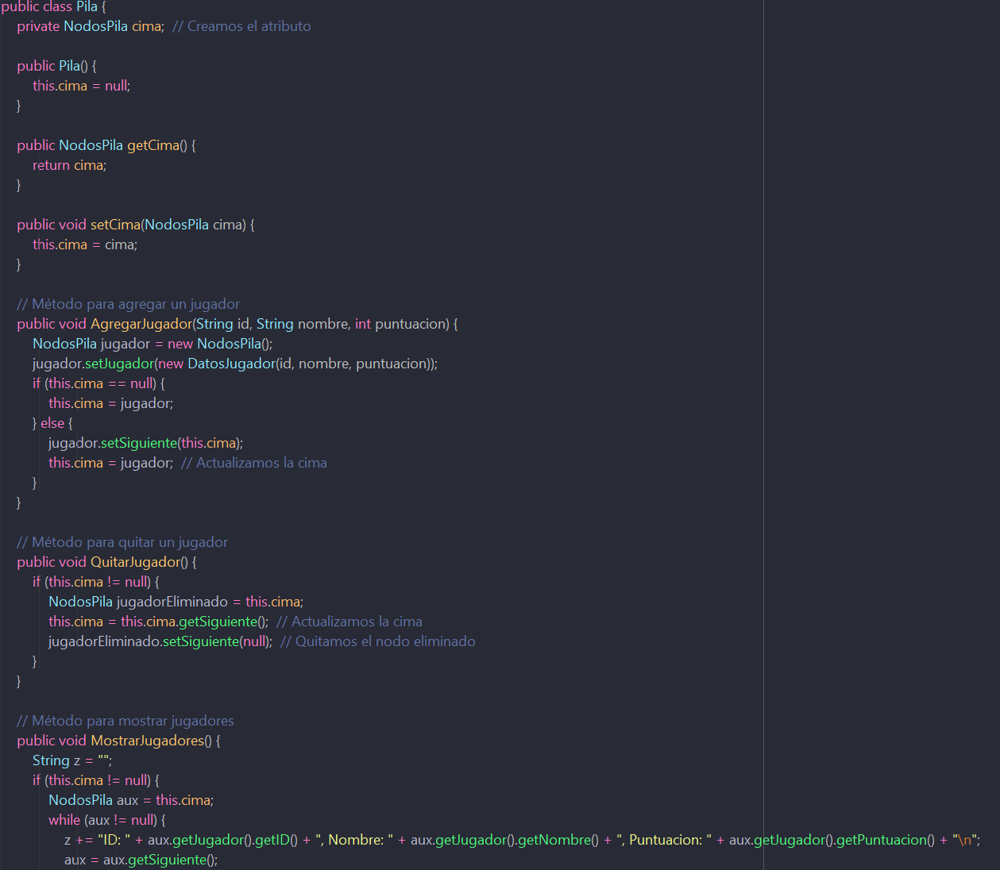 public class Pila {
private NodosPila cima;  // Creamos el atributo
public Pila() {
this.cima = null;
}
public NodosPila getCima() {
return cima;
}
public void setCima(NodosPila cima) {
this.cima = cima;
}
// Método para agregar un jugador
public void AgregarJugador(String id, String nombre, int puntuacion) {
NodosPila jugador = new NodosPila();
jugador.setJugador(new DatosJugador(id, nombre, puntuacion));
if (this.cima == null) {
this.cima = jugador;
} else {
jugador.setSiguiente(this.cima);
this.cima = jugador;  // Actualizamos la cima
}
}
// Método para quitar un jugador
public void QuitarJugador() {
if (this.cima != null) {
NodosPila jugadorEliminado = this.cima;
this.cima = this.cima.getSiguiente();  // Actualizamos la cima
jugadorEliminado.setSiguiente(null);  // Quitamos el nodo eliminado
}
}
// Método para mostrar jugadores
public void MostrarJugadores() {
String z = "";
if (this.cima != null) {
NodosPila aux = this.cima;
while (aux != null) {
z += "ID: " + aux.getJugador().getID() + ", Nombre: " + aux.getJugador().getNombre() + ", Puntuacion: " + aux.getJugador().getPuntuacion() + "\n";
aux = aux.getSiguiente();